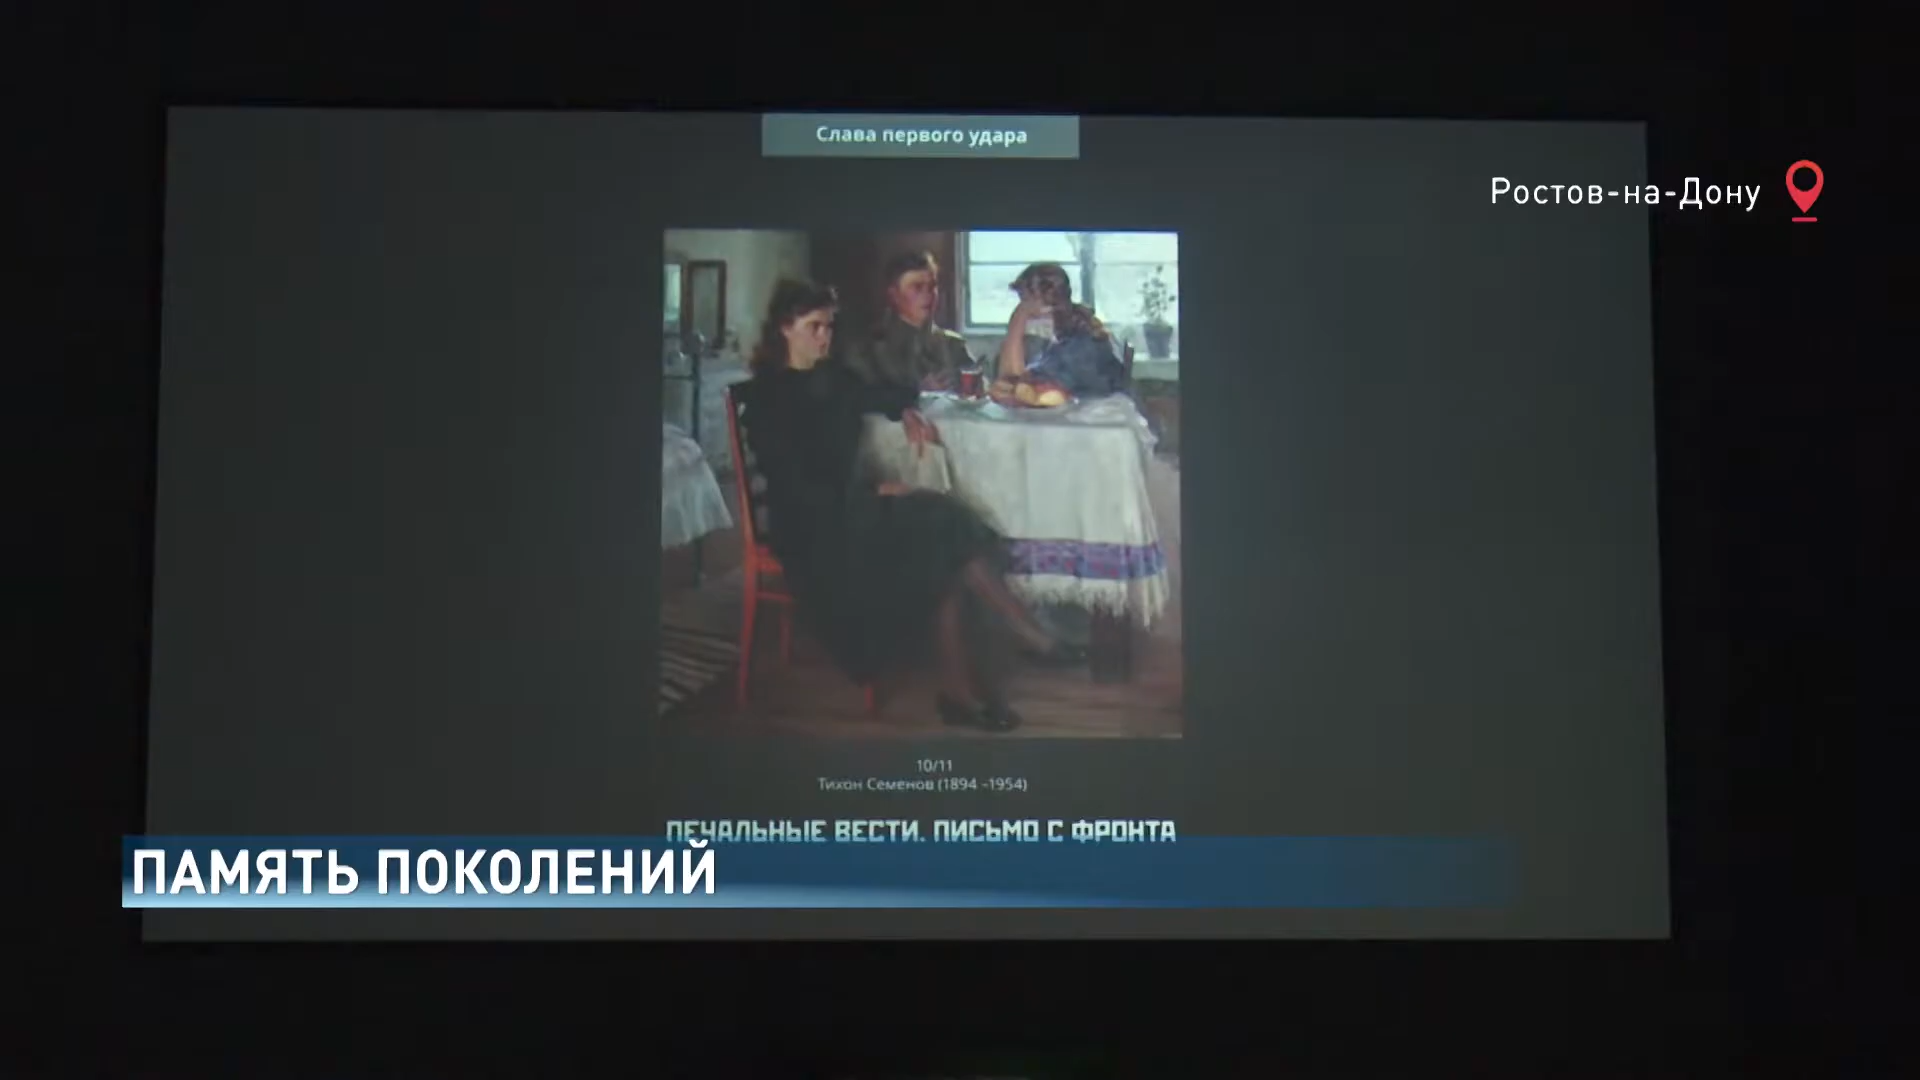 Слава первого удара
Ростов-на-Дону
10/11
Тихон Семенов (1894 -1954)
ПЕЧАЛЬНЫЕ ВЕСТИ. ПИСЬМО С ФРОНТА
ПАМЯТЬ ПОКОЛЕНИЙ